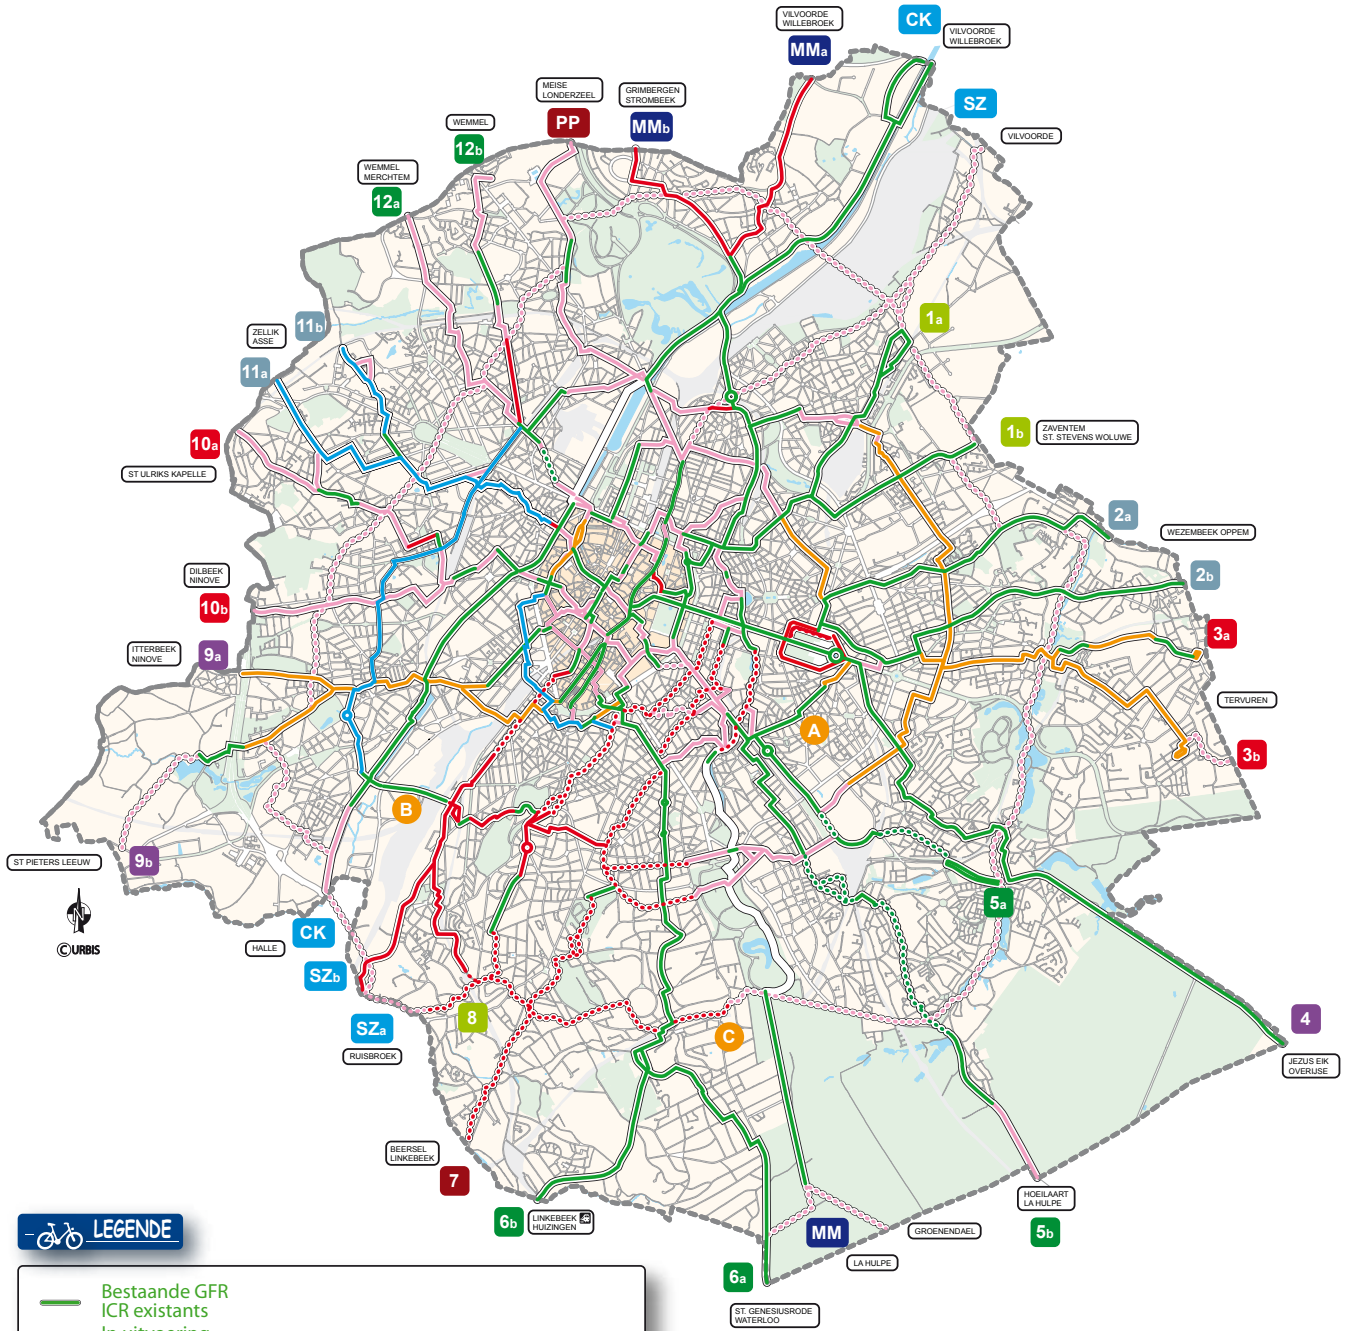 VILVOORDE
WILLEBROEK
MMa
CK
VILVOORDE
WILLEBROEK
MEISE
LONDERZEEL
PP
GRIMBERGEN
STROMBEEK
MMb
SZ
VILVOORDE
WEMMEL
12b
WEMMEL
MERCHTEM
12a
ZELLIK
ASSE
11b
11a
1a
10a
ST ULRIKS KAPELLE
1b
ZAVENTEM
ST. STEVENS WOLUWE
2a
WEZEMBEEK OPPEM
DILBEEK
NINOVE
10b
2b
ITTERBEEK
NINOVE
9a
3a
TERVUREN
A
3b
B
ST PIETERS LEEUW
9b
N
©URBIS
CK
HALLE
SZb
5a
SZa
RUISBROEK
8
C
4
JEZUS EIK
OVERIJSE
BEERSEL
LINKEBEEK
7
HOEILAART
LA HULPE
5b
6b
LINKEBEEK
HUIZINGEN
MM
GROENENDAEL
LA HULPE
6a
ST. GENESIUSRODE
WATERLOO
LEGENDE
Bestaande GFR
ICR existants
In uitvoering